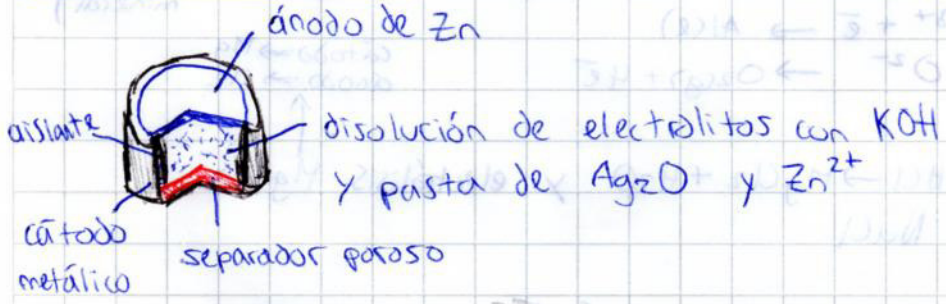 ánodo de Zn
aislante
disolución de electrolitos con KOH
y pasta de Ag2O y Zn2+
cátodo
metálico
separador poroso